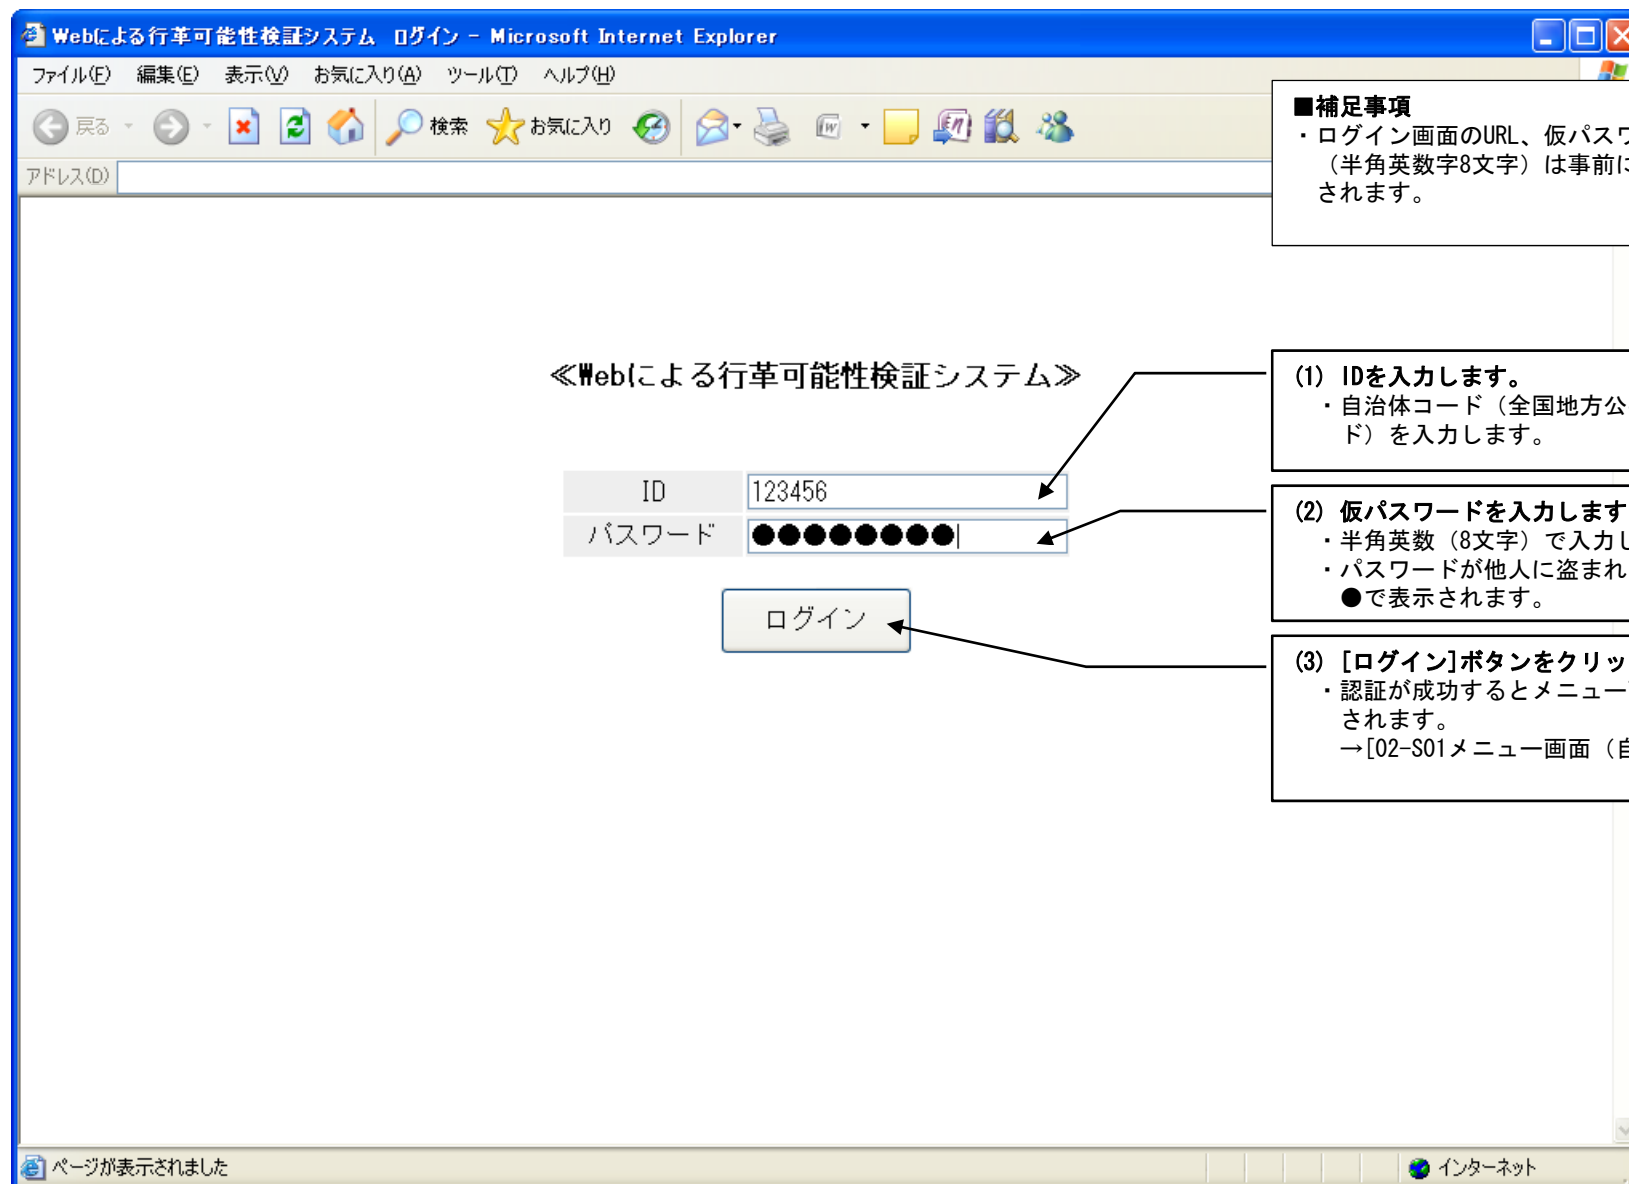 Webによる行革可能性検証システム　ログイン - Microsoft Internet Explorer
ファイル(F)　編集(E)　表示(V)　お気に入り(A)　ツール(T)　ヘルプ(H)
戻る　検索　お気に入り
アドレス(D)
■補足事項
・ログイン画面のURL、仮パスワ
（半角英数字8文字）は事前に
されます。
≪Webによる行革可能性検証システム≫
ID 123456
パスワード ●●●●●●●●
ログイン
(1) IDを入力します。
・自治体コード（全国地方公
ド）を入力します。
(2) 仮パスワードを入力します
・半角英数（8文字）で入力し
・パスワードが他人に盗まれ
●で表示されます。
(3) [ログイン]ボタンをクリッ
・認証が成功するとメニュー
されます。
→[02-S01メニュー画面（自
ページが表示されました
インターネット